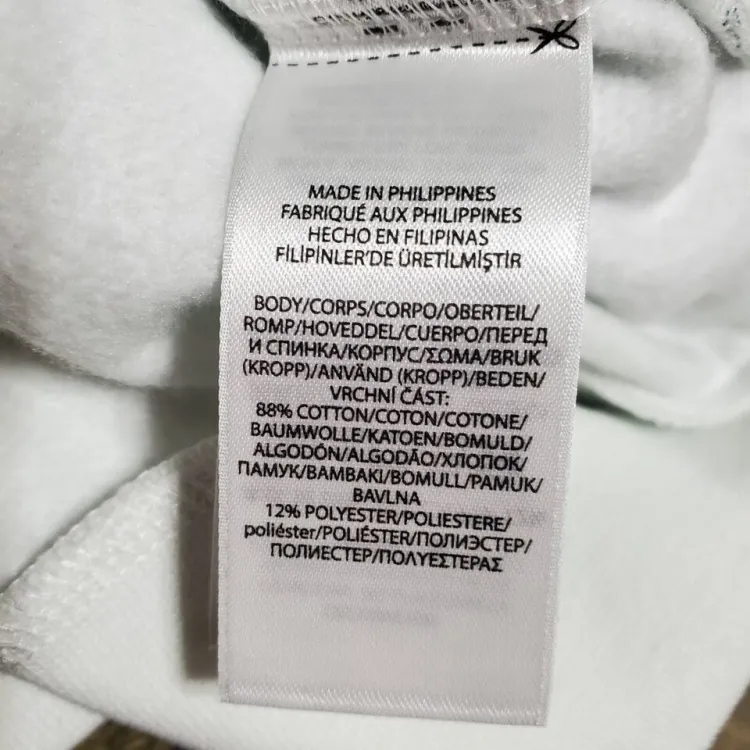 MADE IN PHILIPPINES
FABRIQUÉ AUX PHILIPPINES
HECHO EN FILIPINAS
FİLİPİNLER'DE ÜRETİLMİŞTİR
BODY/CORPS/CORPO/OBERTEIL/
ROMP/HOVEDDEL/CUERPO/ПЕРЕД
И СПИНКА/КОРПУС/ΣΩΜΑ/BRUK
(KROPP)/ANVÄND (KROPP)/BEDEN/
VRCHNÍ ČÁST:
88% COTTON/COTON/COTONE/
BAUMWOLLE/KATOEN/BOMULD/
ALGODÓN/ALGODÃO/ХЛОПОК/
ПАМУК/BAMBAKI/BOMULL/PAMUK/
BAVLNA
12% POLYESTER/POLIESTERE/
poliéster/POLIÉSTER/ПОЛИЭСТЕР/
ПОЛИЕСТЕР/ΠΟΛΥΕΣΤΕΡΑΣ